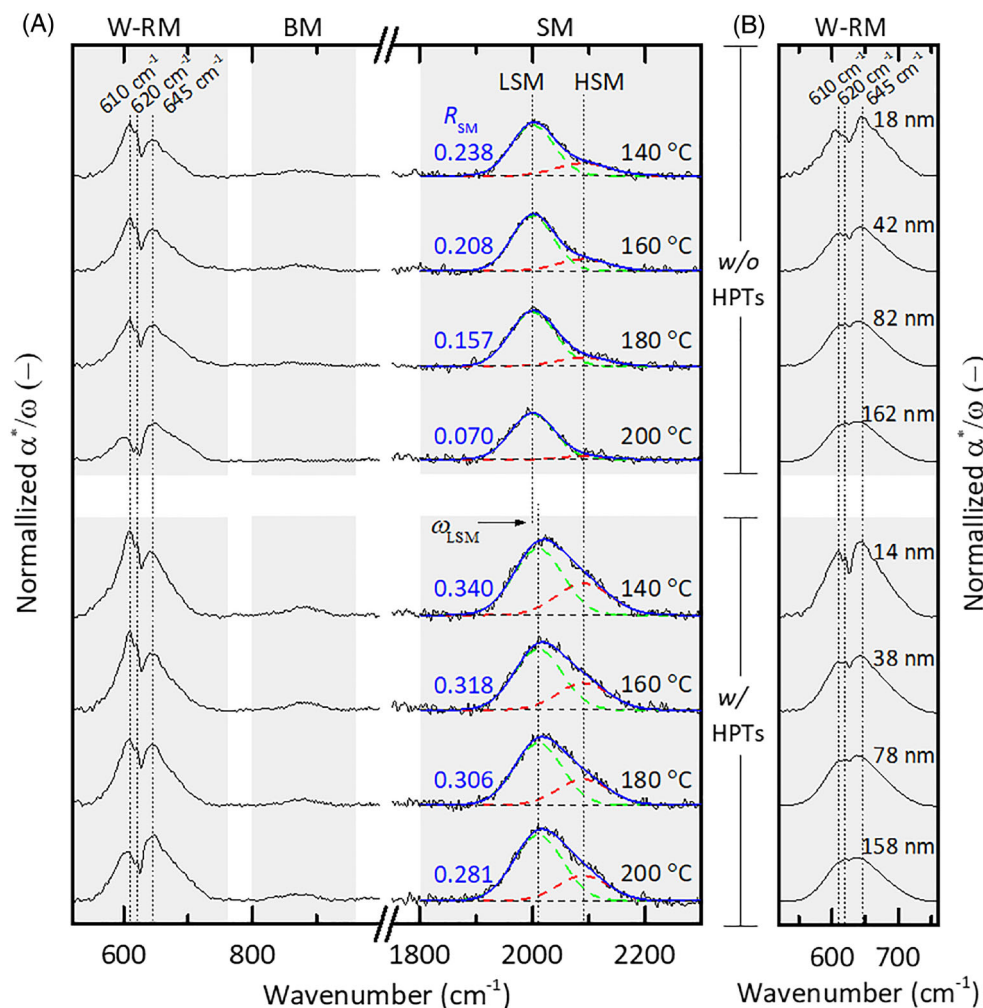 (A) W-RM BM SM (B) W-RM
610 cm⁻¹ 620 cm⁻¹ 645 cm⁻¹ LSM HSM 610 cm⁻¹ 620 cm⁻¹ 645 cm⁻¹
R_SM
0.238 140 °C 18 nm
0.208 160 °C 42 nm
w/o
HPTs
0.157 180 °C 82 nm
0.070 200 °C 162 nm
ω_LSM
0.340 140 °C 14 nm
0.318 160 °C 38 nm
w/
HPTs
0.306 180 °C 78 nm
0.281 200 °C 158 nm
Normallized α*/ω (−)
Normallized α*/ω (−)
600 800 1800 2000 2200 600 700
Wavenumber (cm⁻¹) Wavenumber (cm⁻¹)